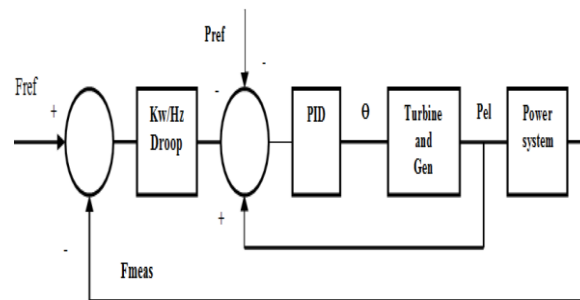 Pref
-
Fref
+
-
Kw/Hz
Droop
PID
θ
Turbine
and
Gen
Pel
Power
system
+
-
Fmeas